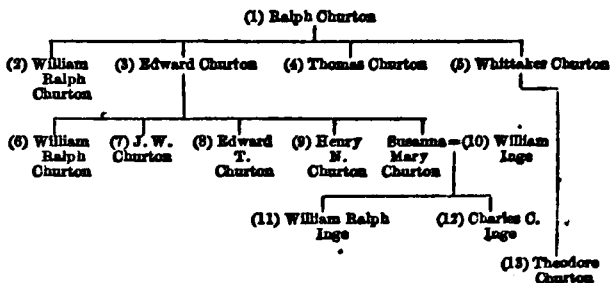 (1) Ralph Churton
(2) William Ralph Churton
(3) Edward Churton
(4) Thomas Churton
(5) Whittaker Churton
(6) William Ralph Churton
(7) J. W. Churton
(8) Edward T. Churton
(9) Henry N. Churton
Susanna Mary Churton
=(10) William Inge
(11) William Ralph Inge
(12) Charles C. Inge
(13) Theodore Churton